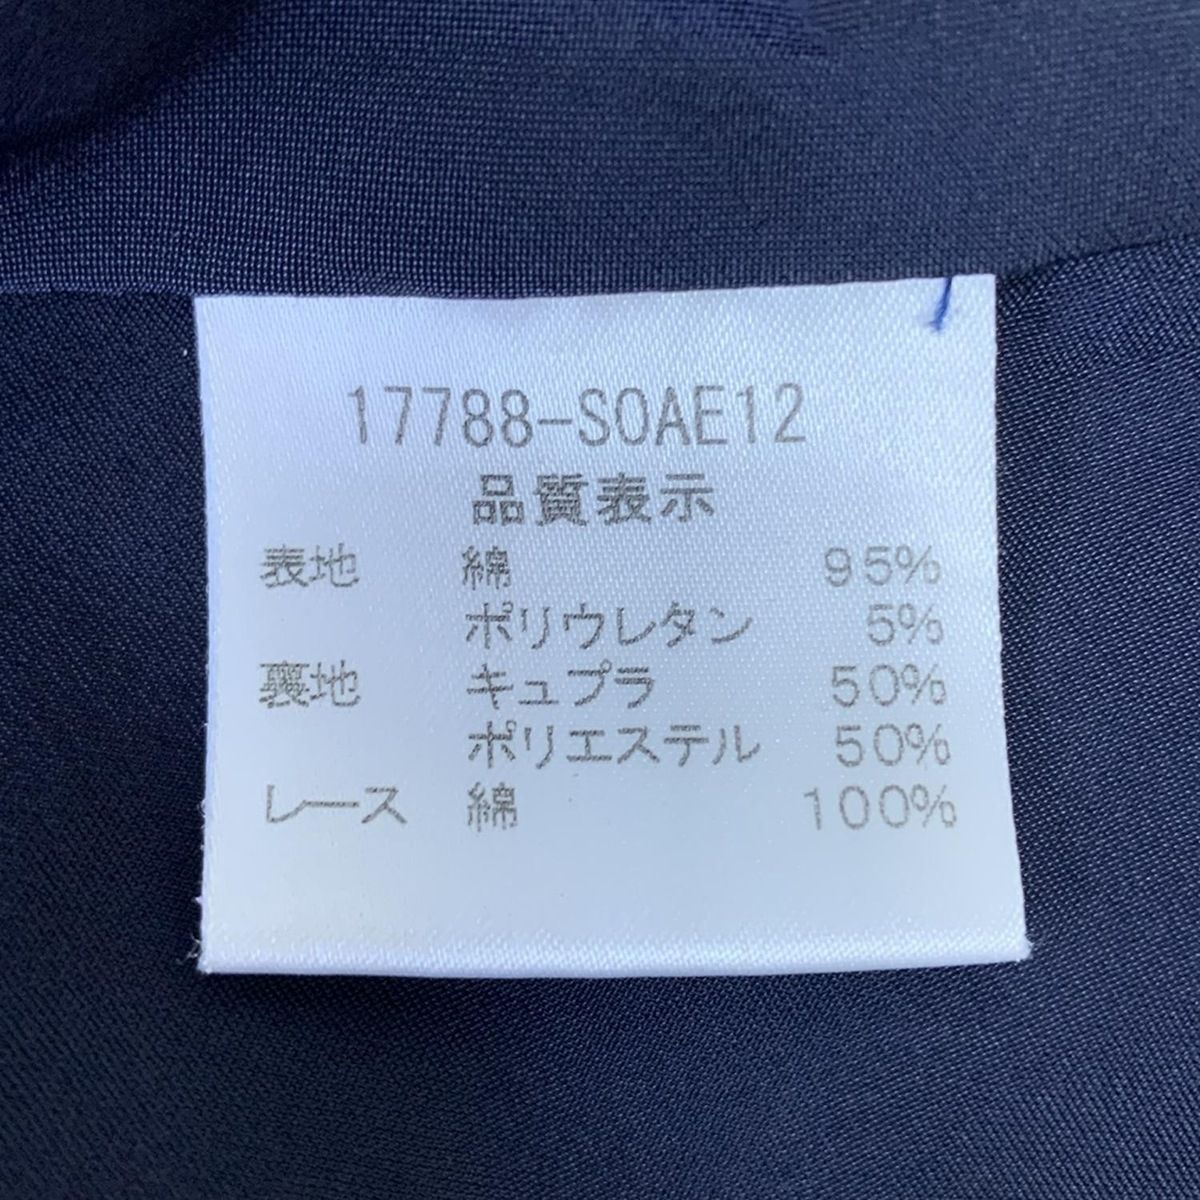 17788-SOAE12
品質表示
表地 綿 95%
ポリウレタン 5%
裏地 キュプラ 50%
ポリエステル 50%
レース 綿 100%